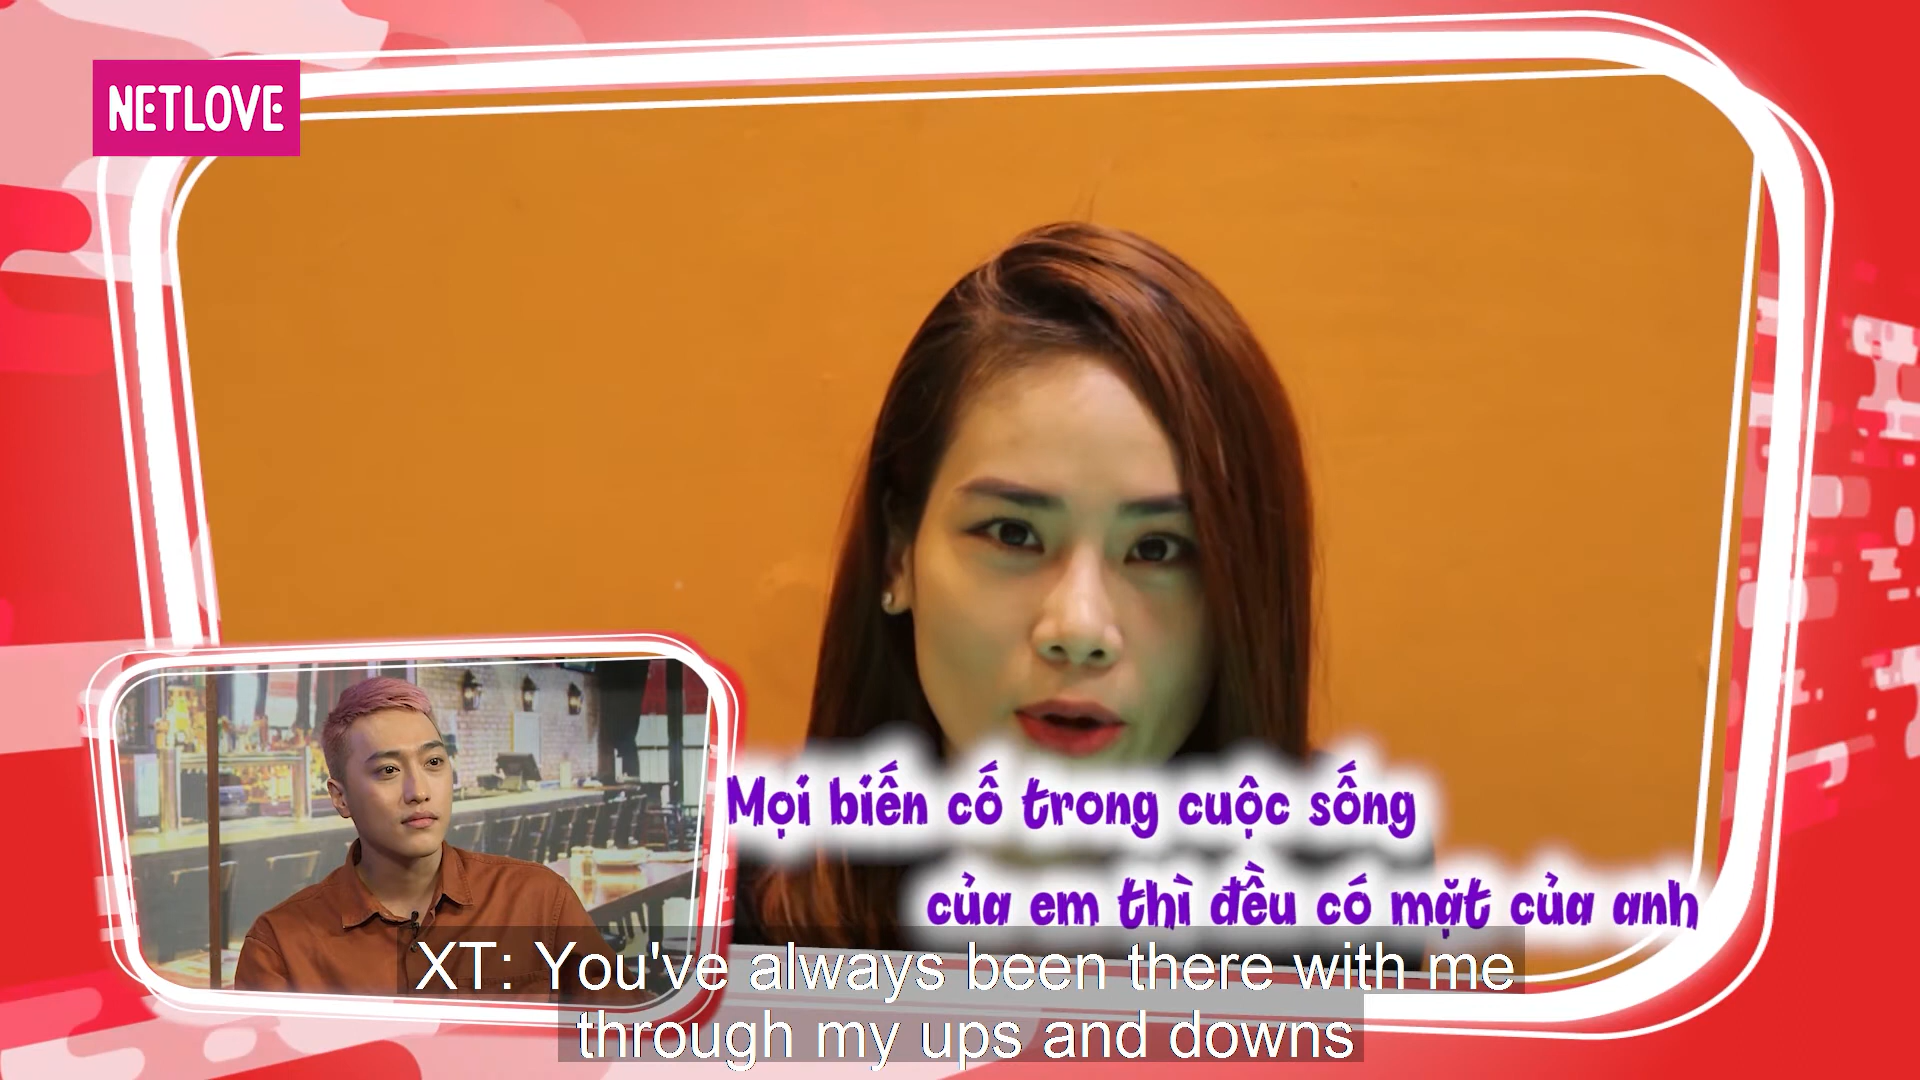 NETLOVE
Mọi biến cố trong cuộc sống
của em thì đều có mặt của anh
XT: You've always been there with me
through my ups and downs